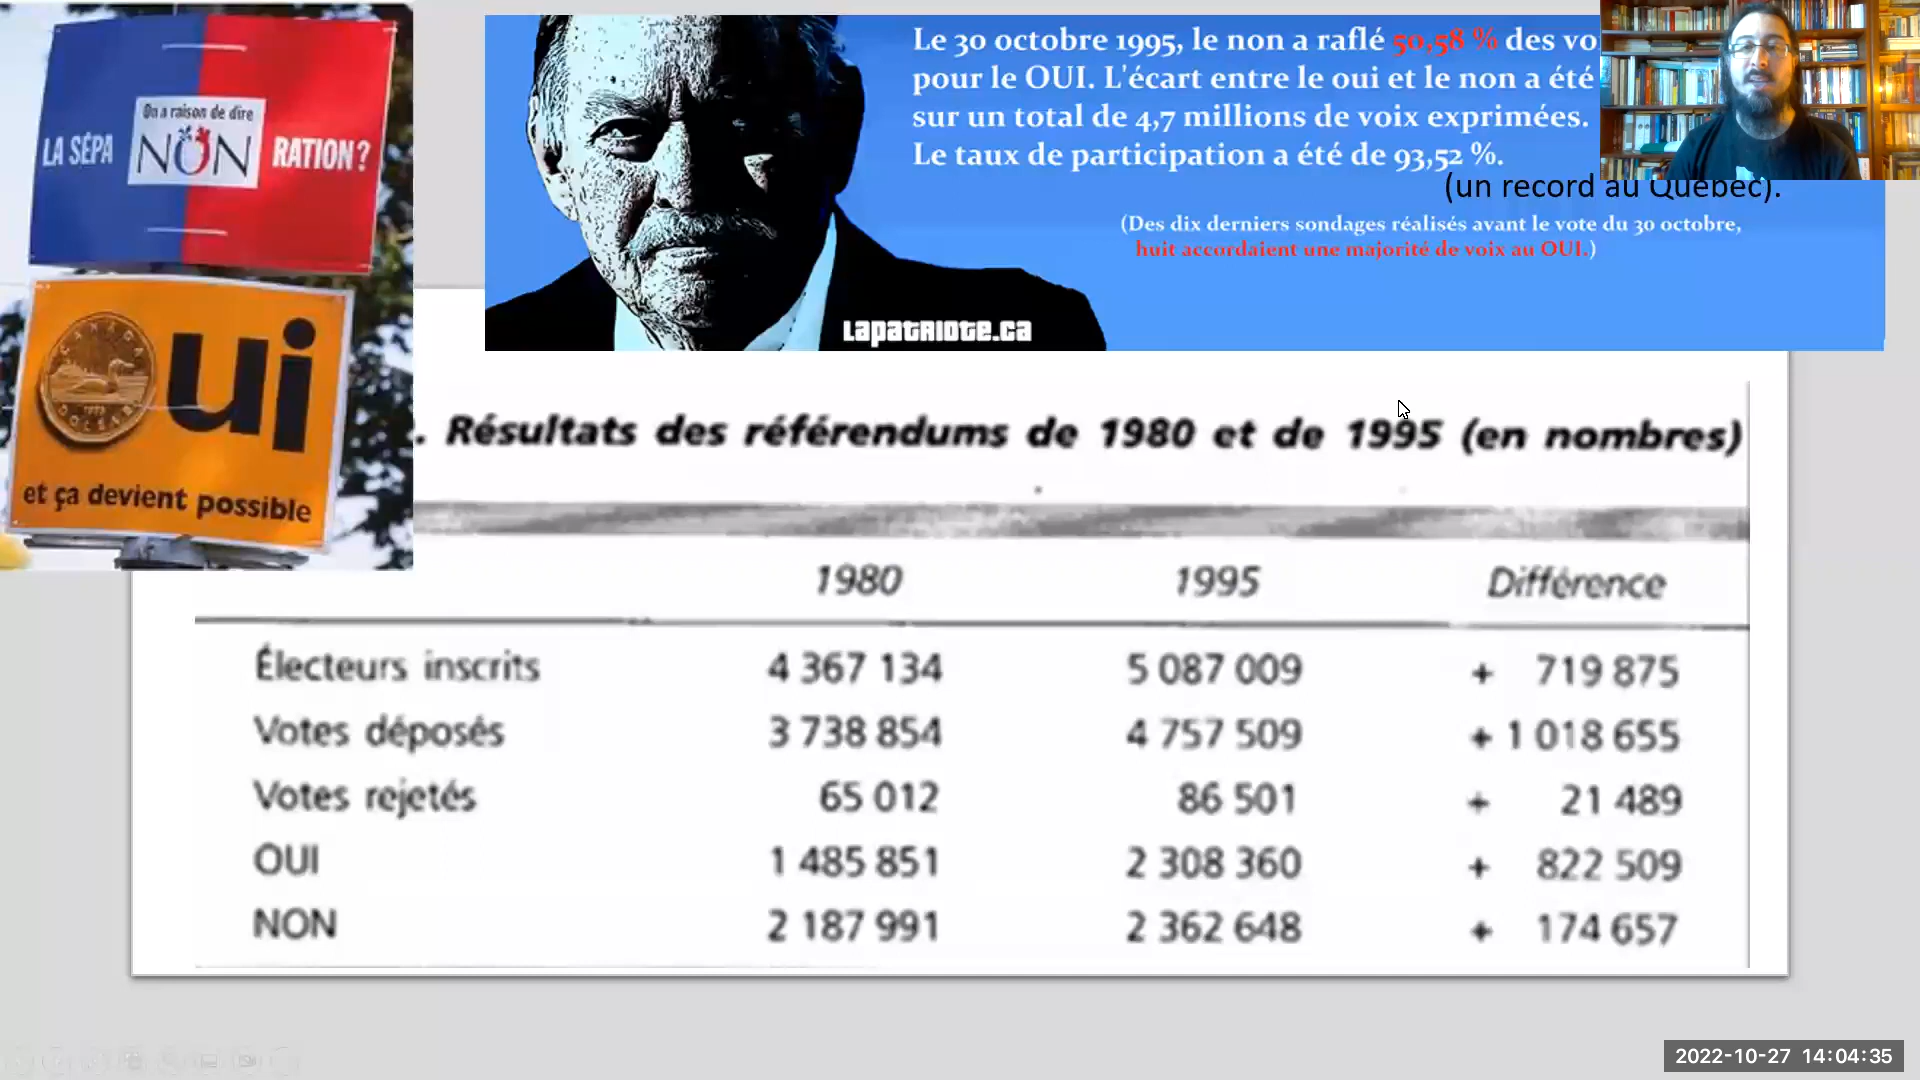 On a raison de dire
LA SÉPA NON RATION?
Oui
et ça devient possible
CANADA
DOLLAR
Le 30 octobre 1995, le non a raflé 50,58 % des vo
pour le OUI. L'écart entre le oui et le non a été
sur un total de 4,7 millions de voix exprimées.
Le taux de participation a été de 93,52 %.
(un record au Québec).
(Des dix derniers sondages réalisés avant le vote du 30 octobre,
huit accordaient une majorité de voix au OUI.)
LAPATRIOTE.CA
. Résultats des référendums de 1980 et de 1995 (en nombres)
1980 1995 Différence
Électeurs inscrits 4 367 134 5 087 009 + 719 875
Votes déposés 3 738 854 4 757 509 + 1 018 655
Votes rejetés 65 012 86 501 + 21 489
OUI 1 485 851 2 308 360 + 822 509
NON 2 187 991 2 362 648 + 174 657
2022-10-27 14:04:35